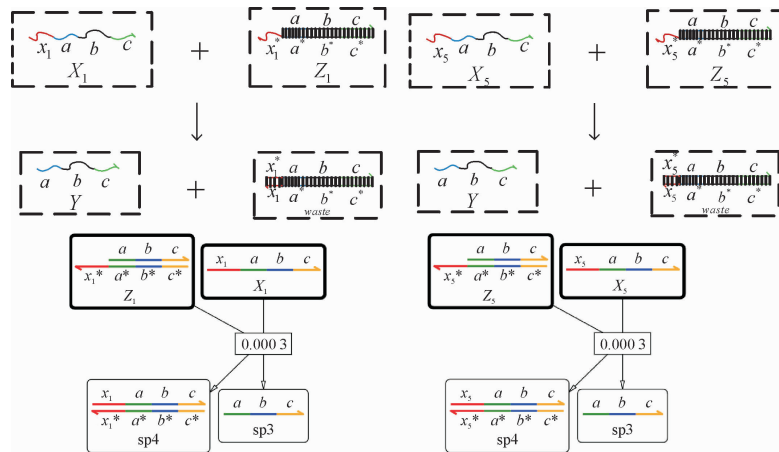 x₁ a b c + a b c x₅ a b c + a b c
x₁* a* b* c* x₅* a* b* c*
X₁ Z₁ X₅ Z₅
x₁* a b c x₅* a b c
a b c + x₁* a* b* c* a b c + x₅ a* b* c*
Y waste Y waste
a b c x₁ a b c a b c x₅ a b c
x₁* a* b* c* X₁ x₅* a* b* c* X₅
Z₁ Z₅
0.000 3 0.000 3
x₁ a b c a b c x₅ a b c a b c
x₁* a* b* c* sp3 x₅* a* b* c* sp3
sp4 sp4